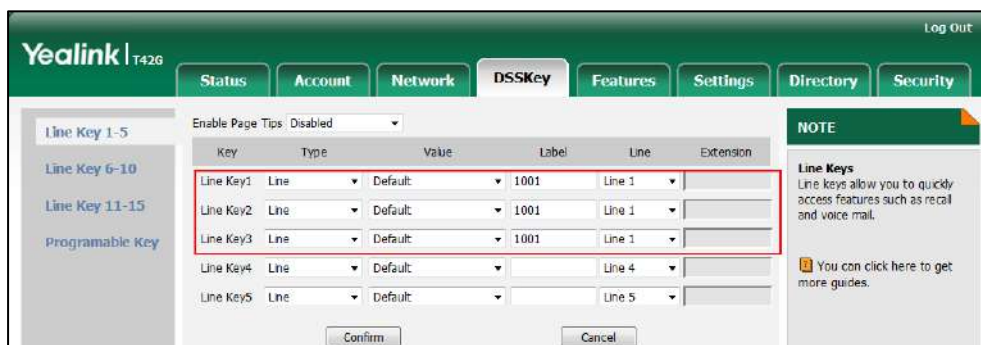 Log Out
Yealink T42G
Status Account Network DSSKey Features Settings Directory Security
Line Key 1-5
Line Key 6-10
Line Key 11-15
Programable Key
Enable Page Tips Disabled
Key Type Value Label Line Extension
Line Key1 Line Default 1001 Line 1
Line Key2 Line Default 1001 Line 1
Line Key3 Line Default 1001 Line 1
Line Key4 Line Default Line 4
Line Key5 Line Default Line 5
Confirm Cancel
NOTE
Line Keys
Line keys allow you to quickly
access features such as recall
and voice mail.
You can click here to get
more guides.